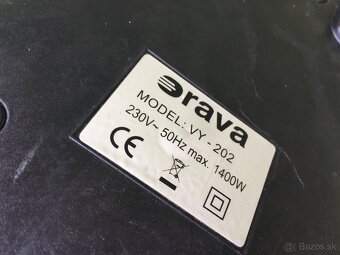 orava
MODEL: VY - 202
230V~ 50Hz max. 1400W
CE
© Bazos.sk